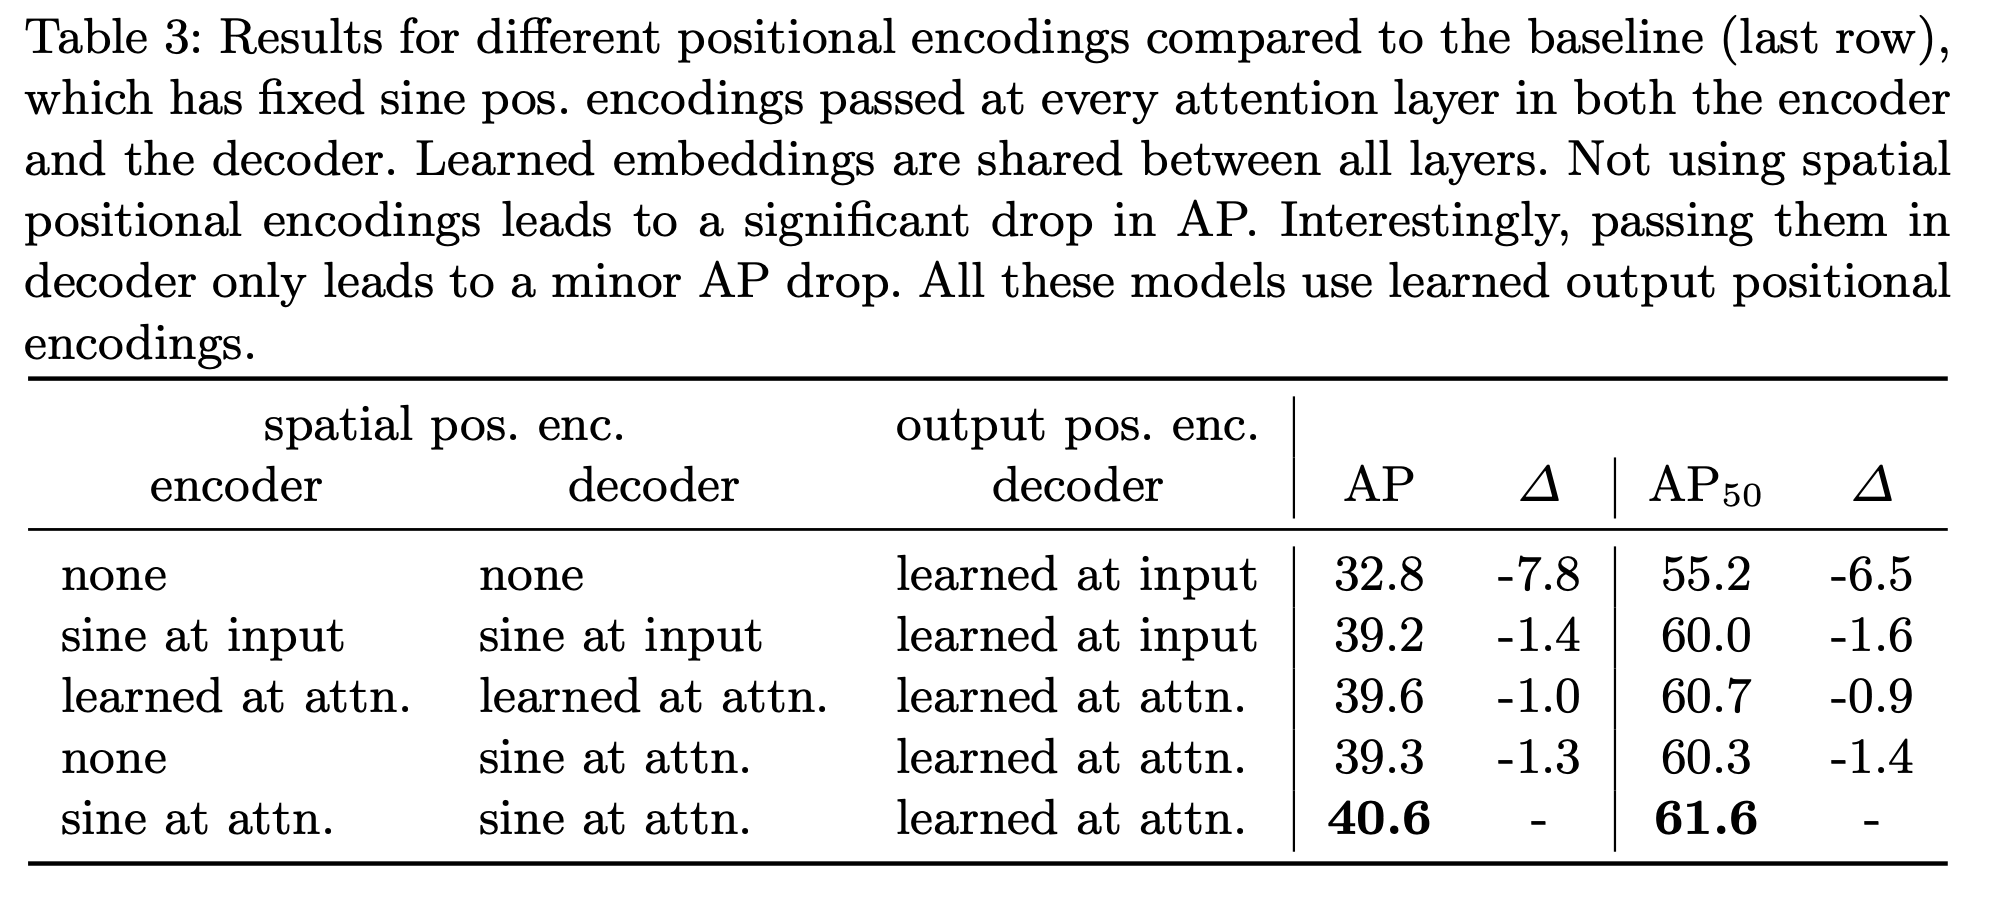 Table 3: Results for different positional encodings compared to the baseline (last row),
which has fixed sine pos. encodings passed at every attention layer in both the encoder
and the decoder. Learned embeddings are shared between all layers. Not using spatial
positional encodings leads to a significant drop in AP. Interestingly, passing them in
decoder only leads to a minor AP drop. All these models use learned output positional
encodings.
spatial pos. enc. output pos. enc.
encoder decoder decoder AP Δ AP₅₀ Δ
none none learned at input 32.8 -7.8 55.2 -6.5
sine at input sine at input learned at input 39.2 -1.4 60.0 -1.6
learned at attn. learned at attn. learned at attn. 39.6 -1.0 60.7 -0.9
none sine at attn. learned at attn. 39.3 -1.3 60.3 -1.4
sine at attn. sine at attn. learned at attn. 40.6 - 61.6 -